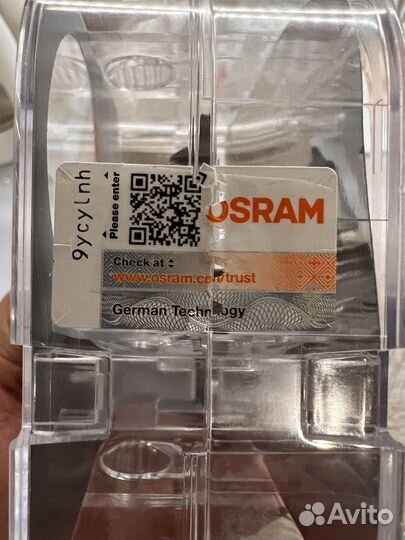 9ycylnh
Please enter
OSRAM
Check at
www.osram.com/trust
German Technology
Avito